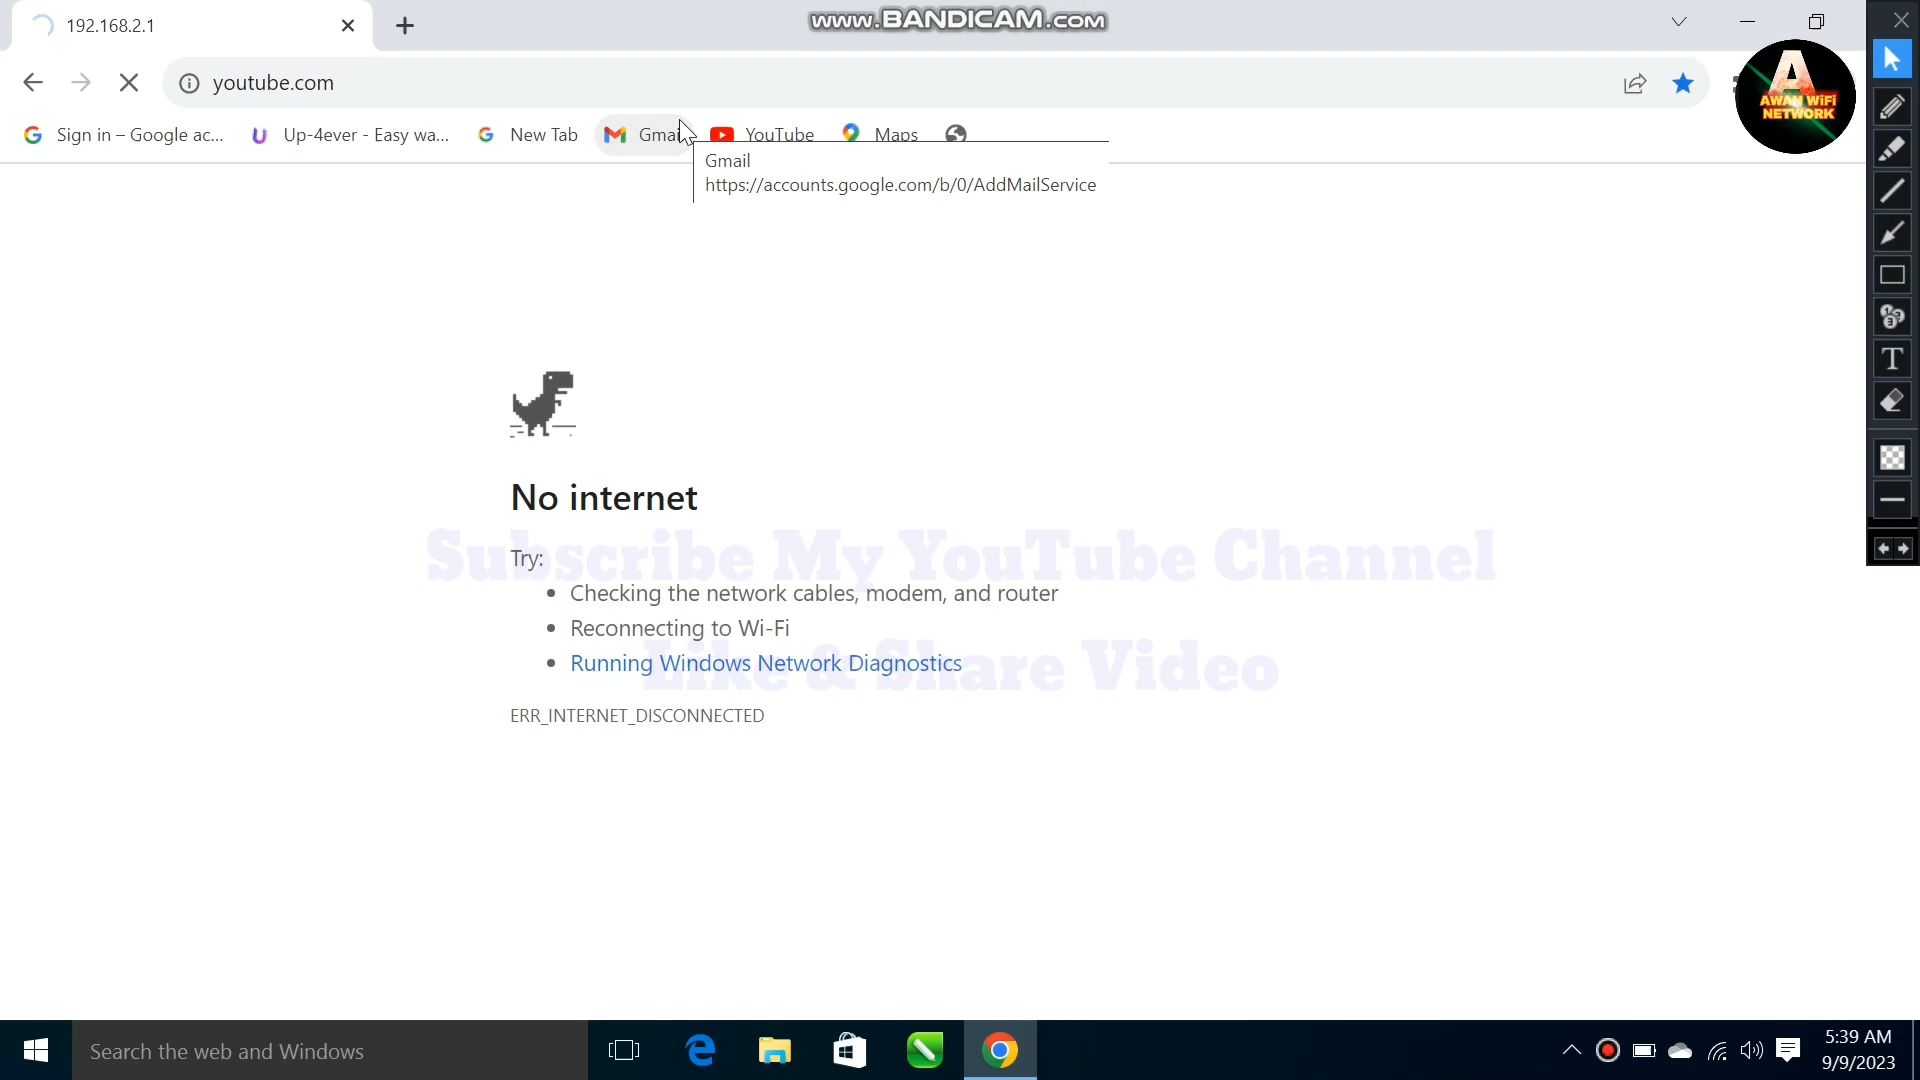 192.168.2.1
www.BANDICAM.com
youtube.com
A
AWAN WiFi
NETWORK
Sign in – Google ac...
Up-4ever - Easy wa...
New Tab
Gmai
YouTube
Maps
Gmail
https://accounts.google.com/b/0/AddMailService
No internet
Subscribe My YouTube Channel
Try:
Checking the network cables, modem, and router
Reconnecting to Wi-Fi
Like & Share Video
Running Windows Network Diagnostics
ERR_INTERNET_DISCONNECTED
Search the web and Windows
5:39 AM
9/9/2023